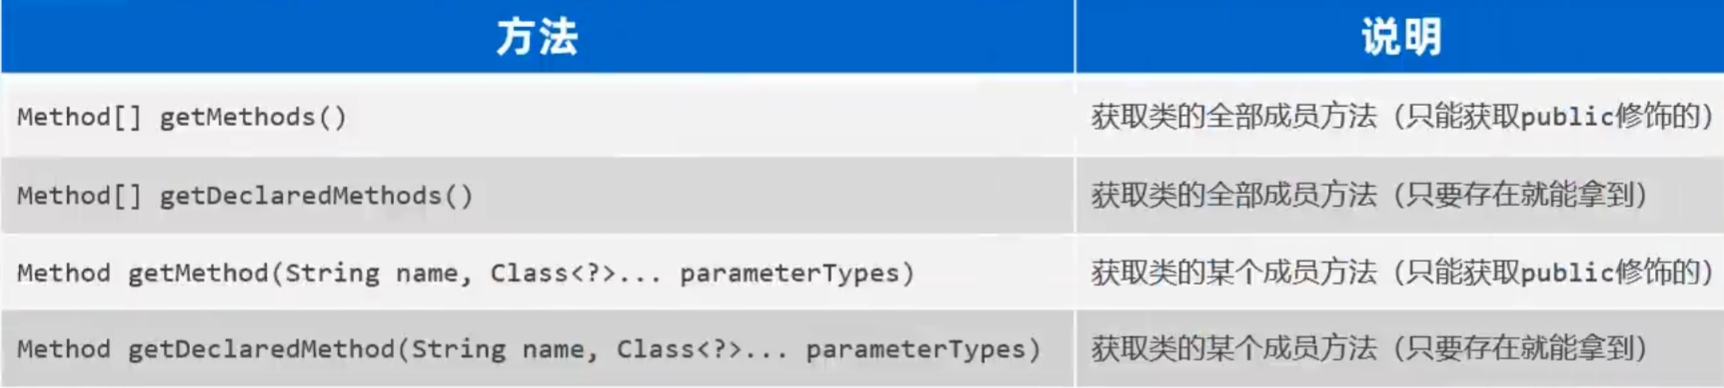 方法 说明
Method[] getMethods() 获取类的全部成员方法（只能获取public修饰的）
Method[] getDeclaredMethods() 获取类的全部成员方法（只要存在就能拿到）
Method getMethod(String name, Class<?>... parameterTypes) 获取类的某个成员方法（只能获取public修饰的）
Method getDeclaredMethod(String name, Class<?>... parameterTypes) 获取类的某个成员方法（只要存在就能拿到）